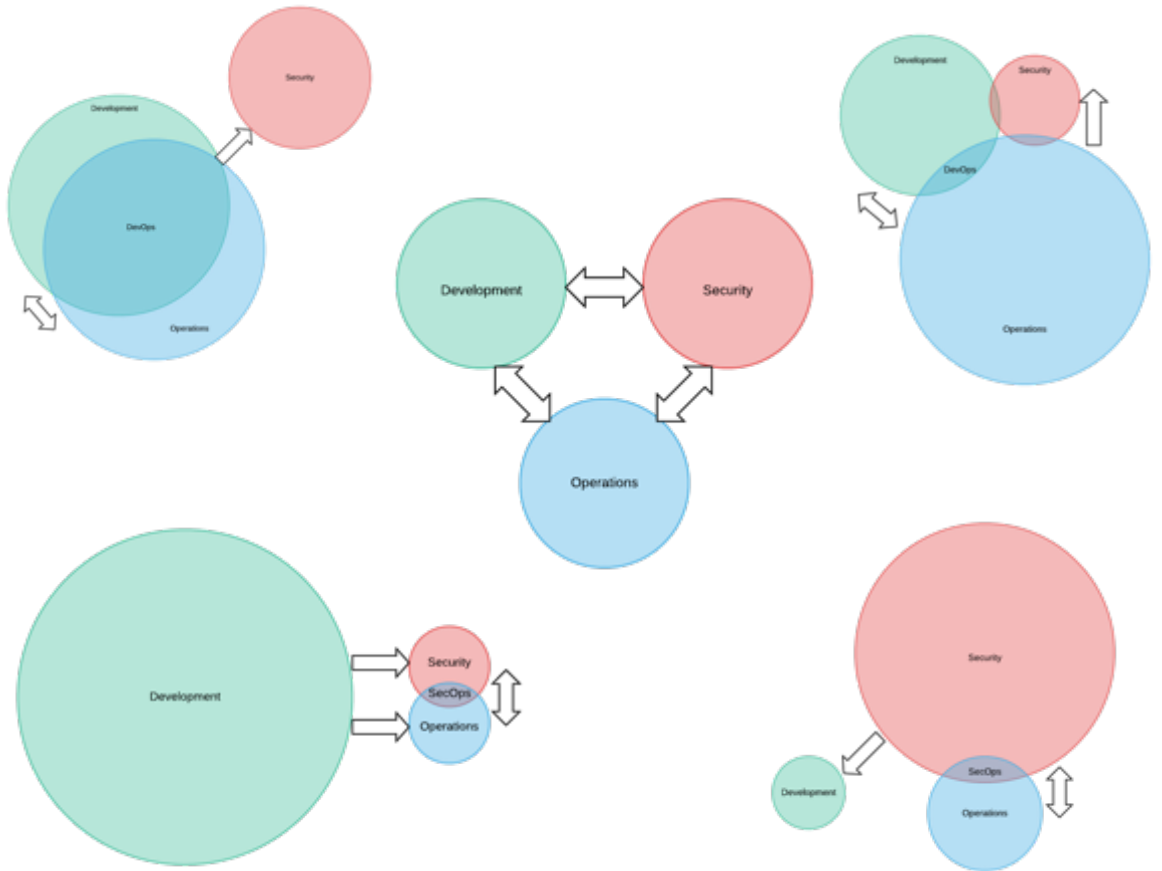 Development
DevOps
Operations
Security
Development
Security
Operations
Development
Security
DevOps
Operations
Development
Security
SecOps
Operations
Security
SecOps
Operations
Development